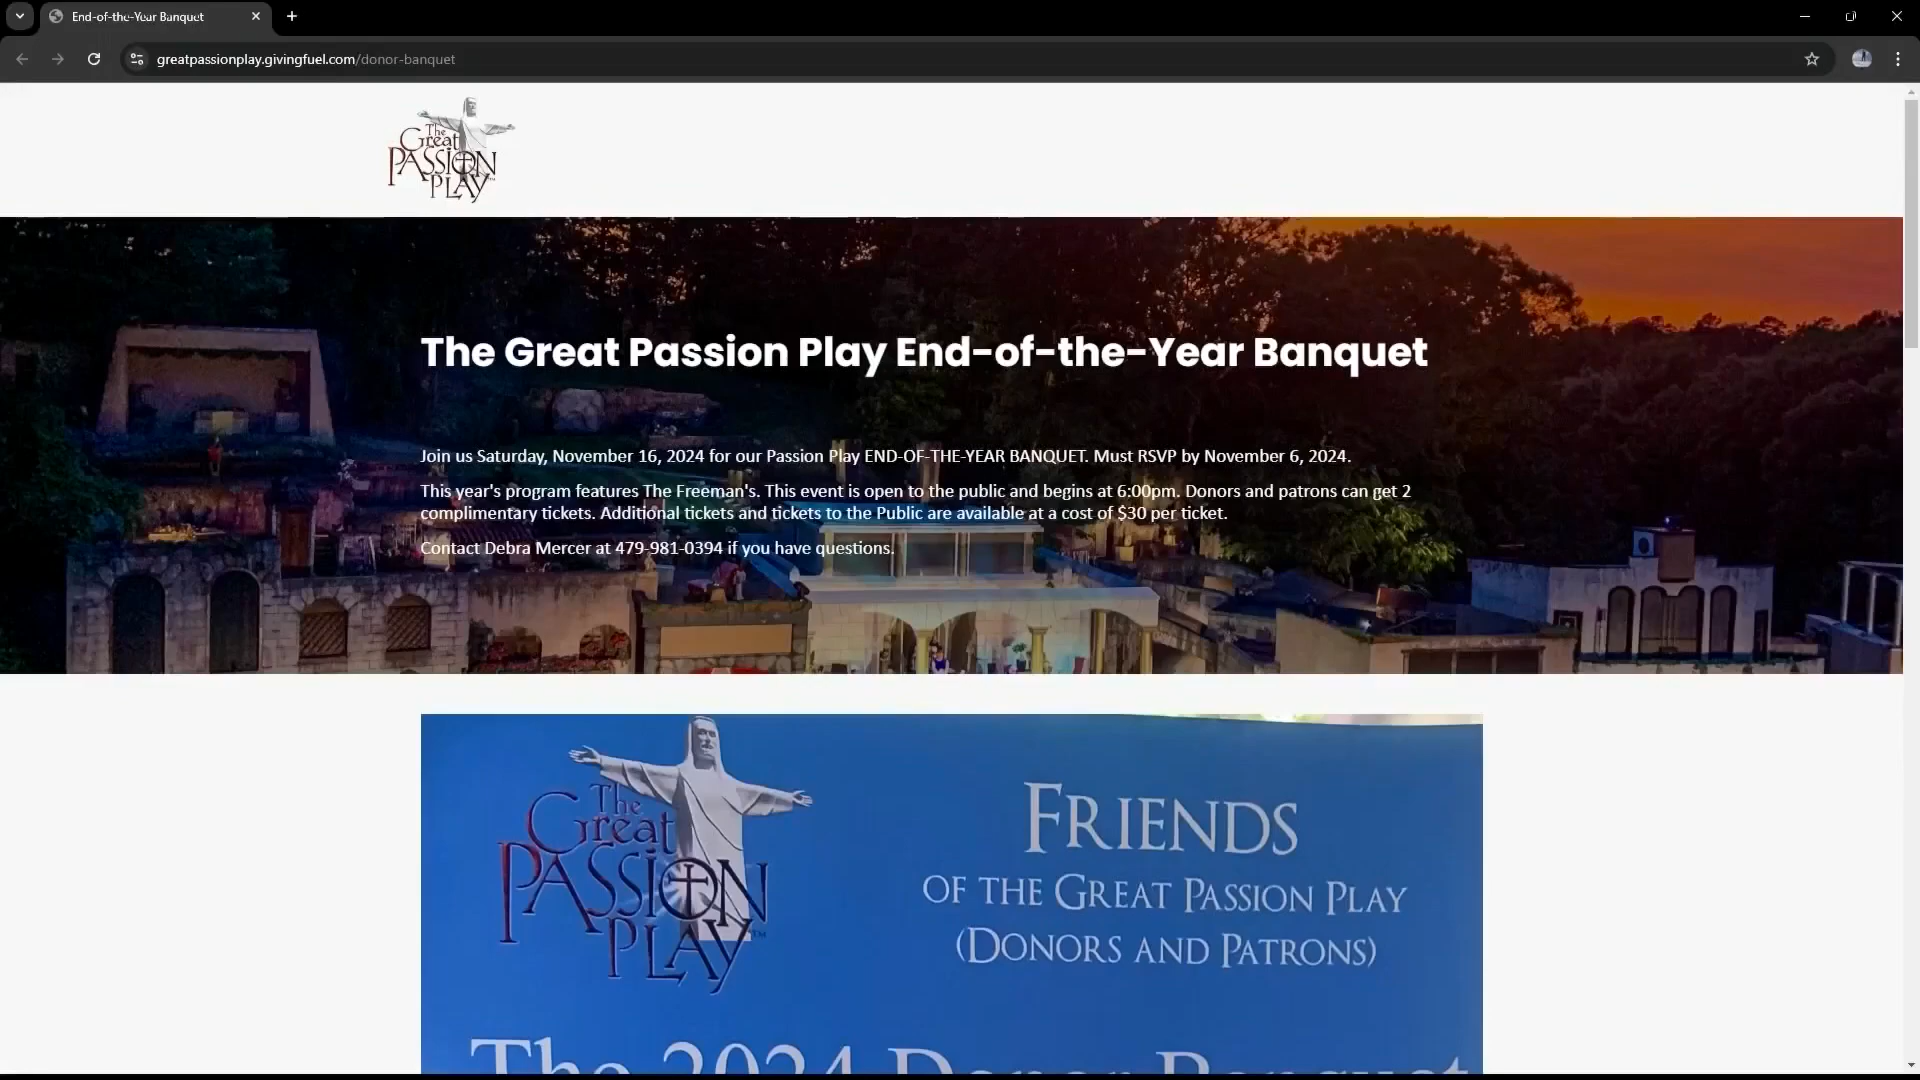 End-of-the-Year Banquet
greatpassionplay.givingfuel.com/donor-banquet
The
Great
PASSION
PLAY
The Great Passion Play End-of-the-Year Banquet
Join us Saturday, November 16, 2024 for our Passion Play END-OF-THE-YEAR BANQUET. Must RSVP by November 6, 2024.
This year's program features The Freeman's. This event is open to the public and begins at 6:00pm. Donors and patrons can get 2
complimentary tickets. Additional tickets and tickets to the Public are available at a cost of $30 per ticket.
Contact Debra Mercer at 479-981-0394 if you have questions.
The
Great
PASSION
PLAY™
FRIENDS
OF THE GREAT PASSION PLAY
(DONORS AND PATRONS)
The 2024 Donor Banquet